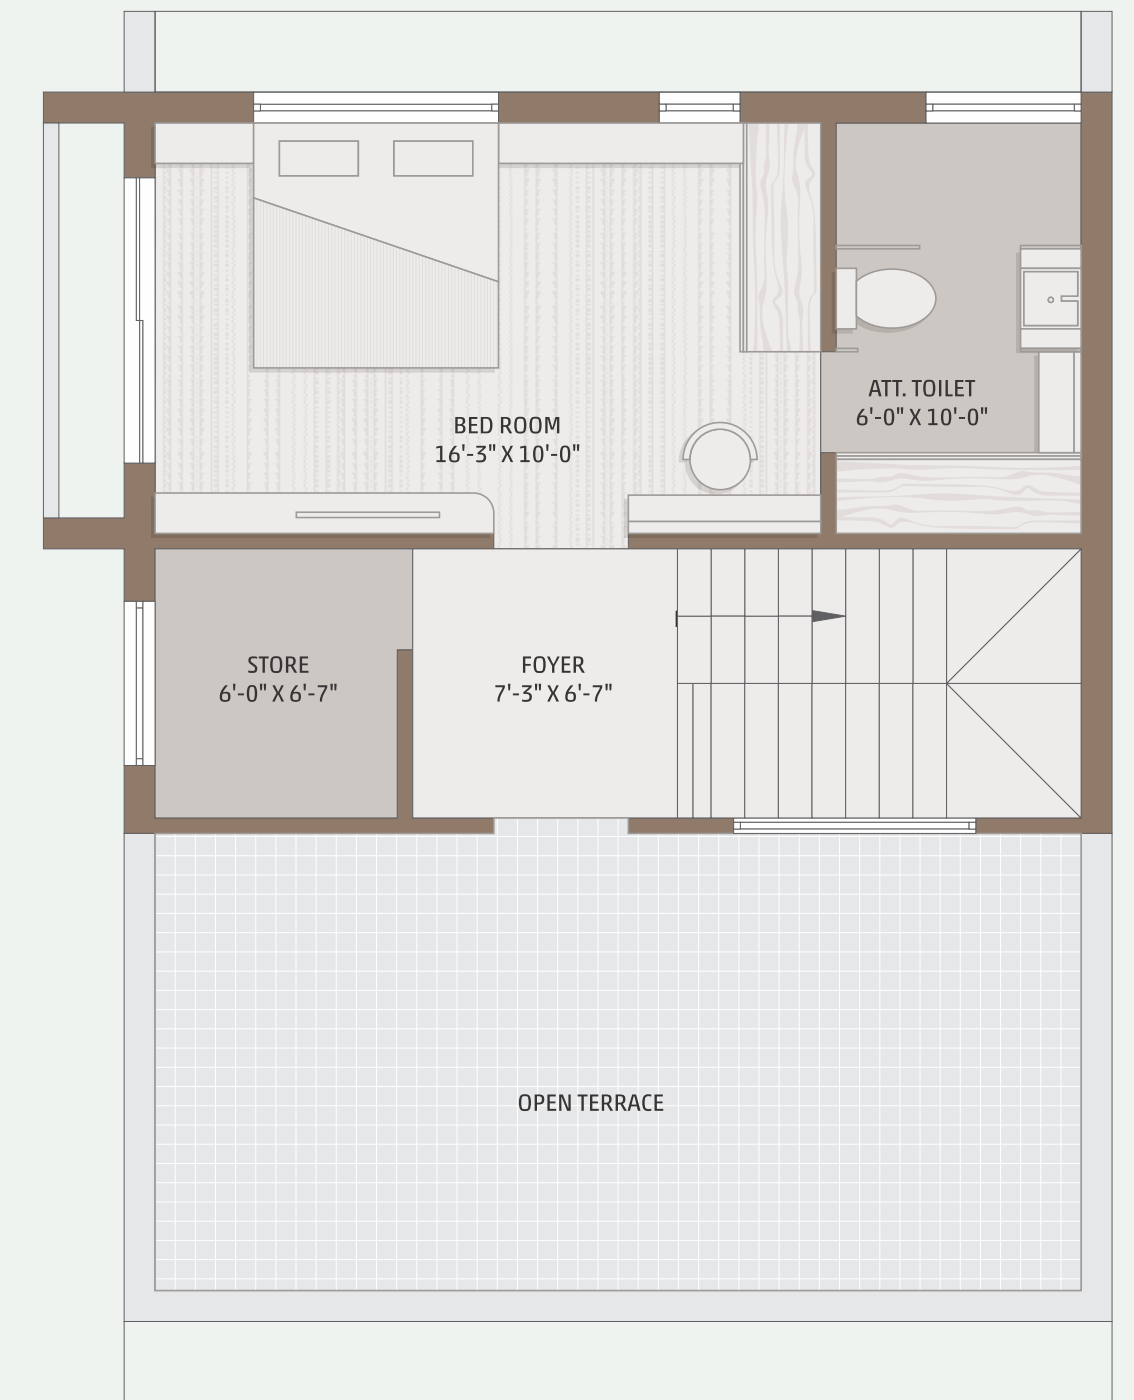 BED ROOM
16'-3" X 10'-0"
ATT. TOILET
6'-0" X 10'-0"
STORE
6'-0" X 6'-7"
FOYER
7'-3" X 6'-7"
OPEN TERRACE